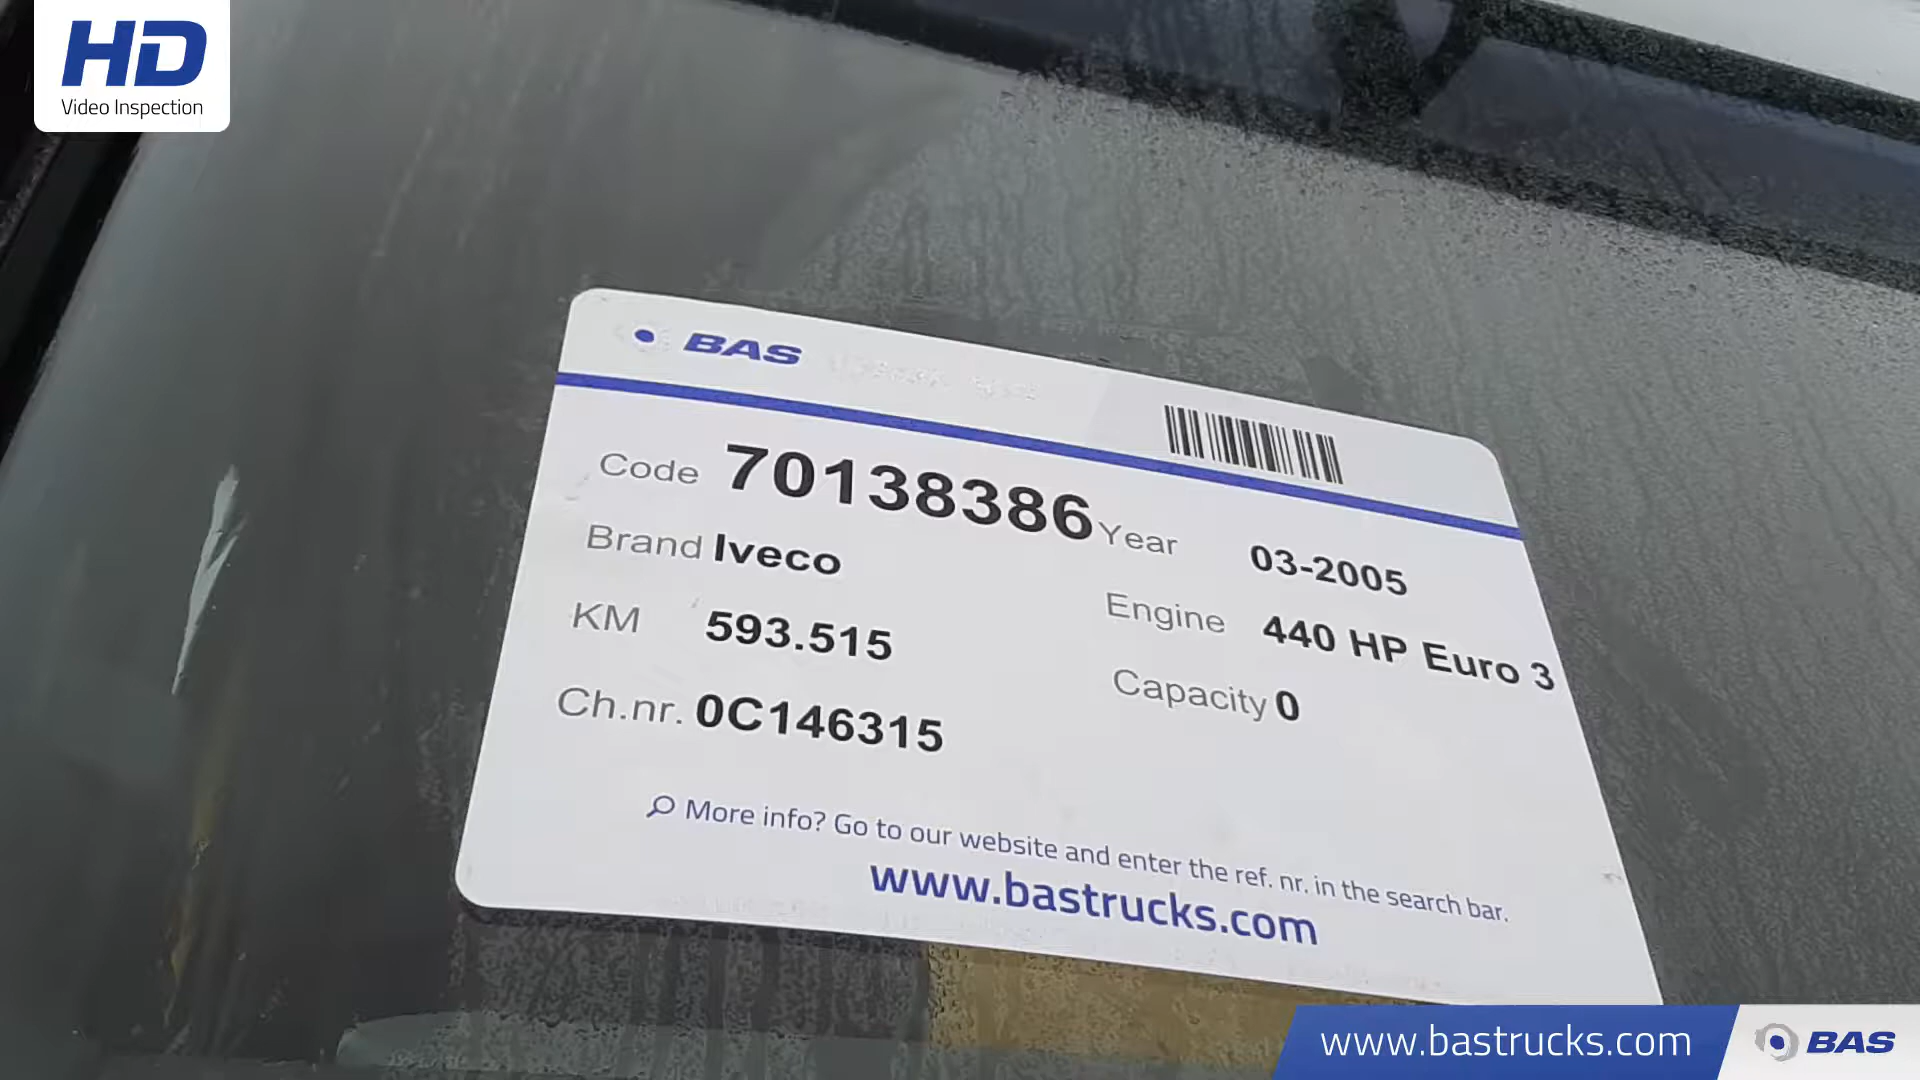 HD
Video Inspection
BAS
Code 70138386 Year 03-2005
Brand Iveco Engine 440 HP Euro 3
KM 593.515 Capacity 0
Ch.nr. 0C146315
More info? Go to our website and enter the ref. nr. in the search bar.
www.bastrucks.com
www.bastrucks.com BAS